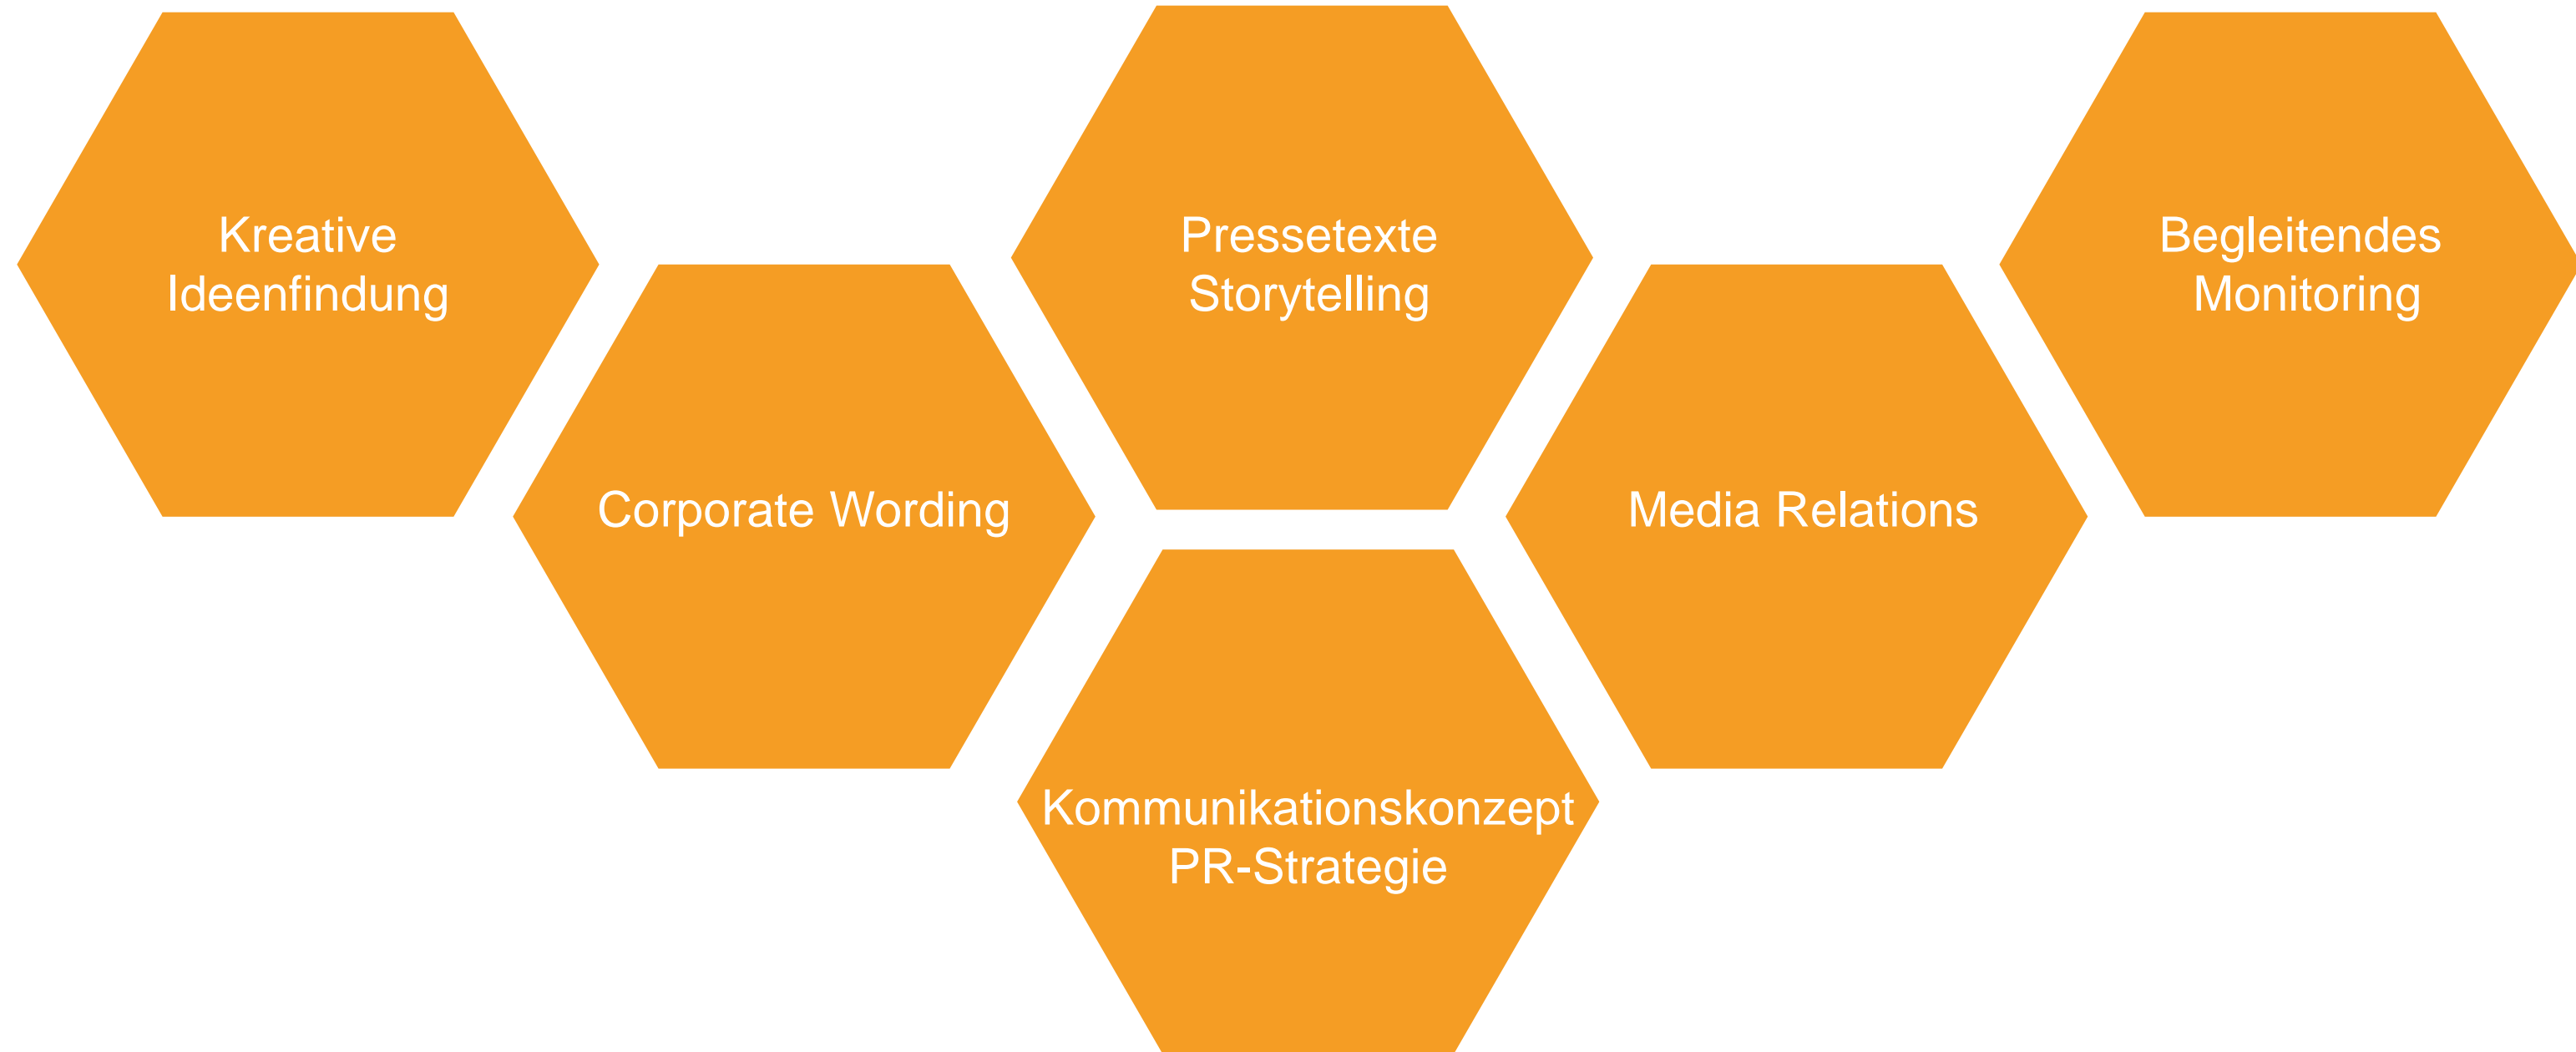 Kreative
Ideenfindung
Corporate Wording
Pressetexte
Storytelling
Kommunikationskonzept
PR-Strategie
Media Relations
Begleitendes
Monitoring